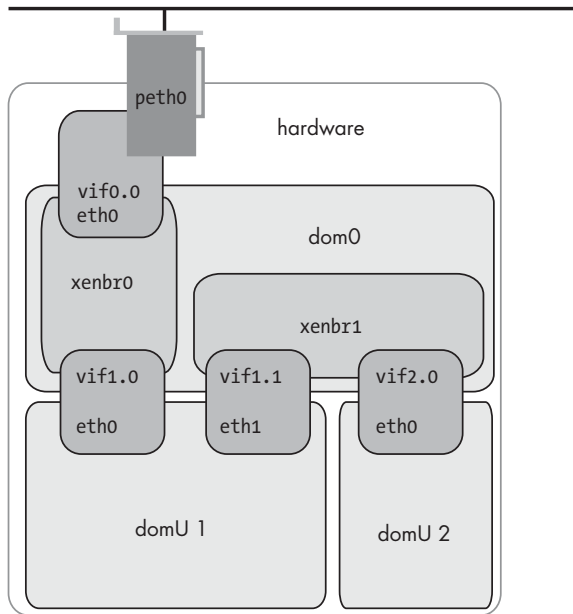 peth0
hardware
vif0.0
eth0
dom0
xenbr0
xenbr1
vif1.0
vif1.1
vif2.0
eth0
eth1
eth0
domU 1
domU 2